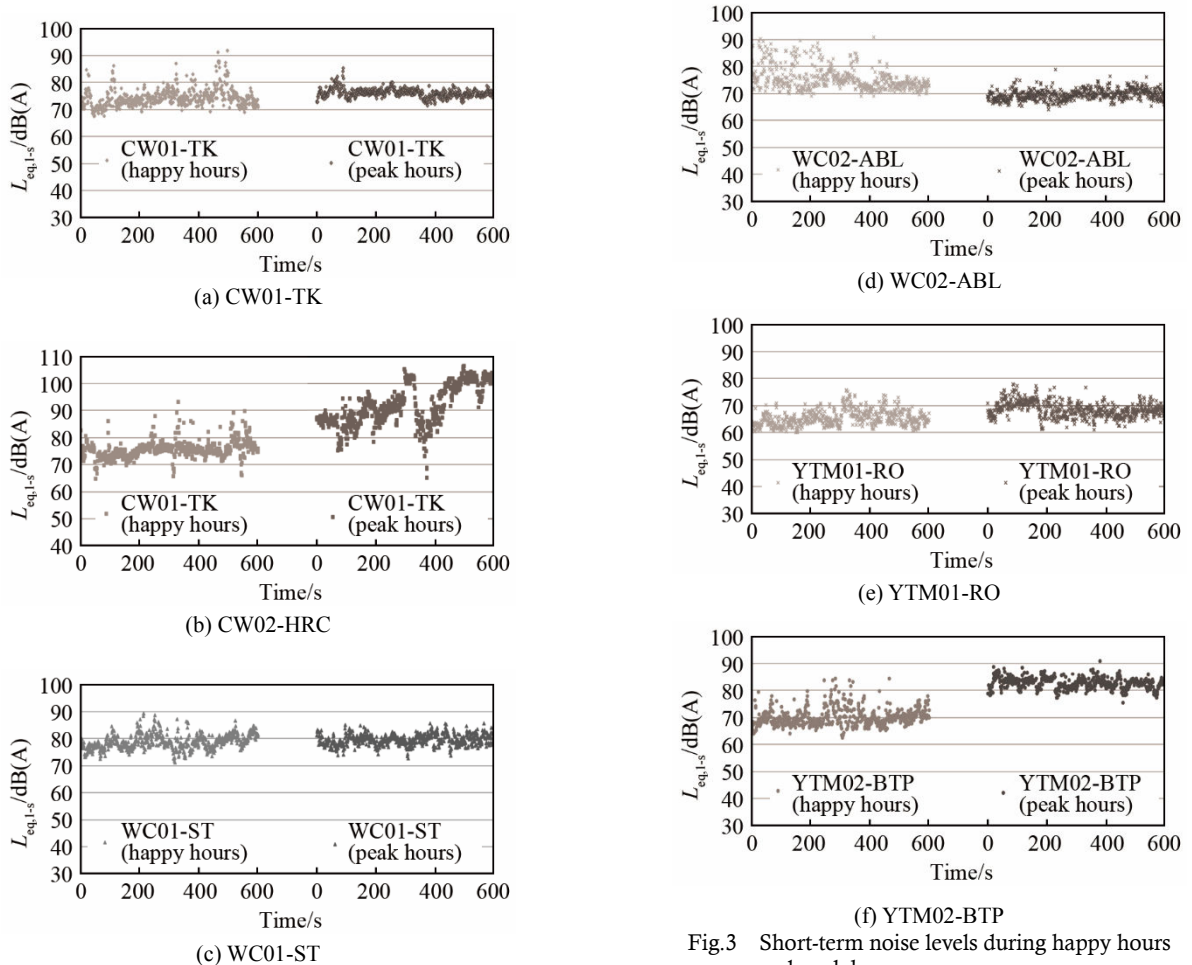 100
90
80
70
60
50
40
30
L eq,1-s /dB(A)
CW01-TK
(happy hours)
CW01-TK
(peak hours)
0 200 400 600 0 200 400 600
Time/s
(a) CW01-TK
110
100
90
80
70
60
50
40
L eq,1-s /dB(A)
CW01-TK
(happy hours)
CW01-TK
(peak hours)
0 200 400 600 0 200 400 600
Time/s
(b) CW02-HRC
100
90
80
70
60
50
40
30
L eq,1-s /dB(A)
WC01-ST
(happy hours)
WC01-ST
(peak hours)
0 200 400 600 0 200 400 600
Time/s
(c) WC01-ST
100
90
80
70
60
50
40
30
L eq,1-s /dB(A)
WC02-ABL
(happy hours)
WC02-ABL
(peak hours)
0 200 400 600 0 200 400 600
Time/s
(d) WC02-ABL
100
90
80
70
60
50
40
30
L eq,1-s /dB(A)
YTM01-RO
(happy hours)
YTM01-RO
(peak hours)
0 200 400 600 0 200 400 600
Time/s
(e) YTM01-RO
100
90
80
70
60
50
40
30
L eq,1-s /dB(A)
YTM02-BTP
(happy hours)
YTM02-BTP
(peak hours)
0 200 400 600 0 200 400 600
Time/s
(f) YTM02-BTP
Fig.3 Short-term noise levels during happy hours